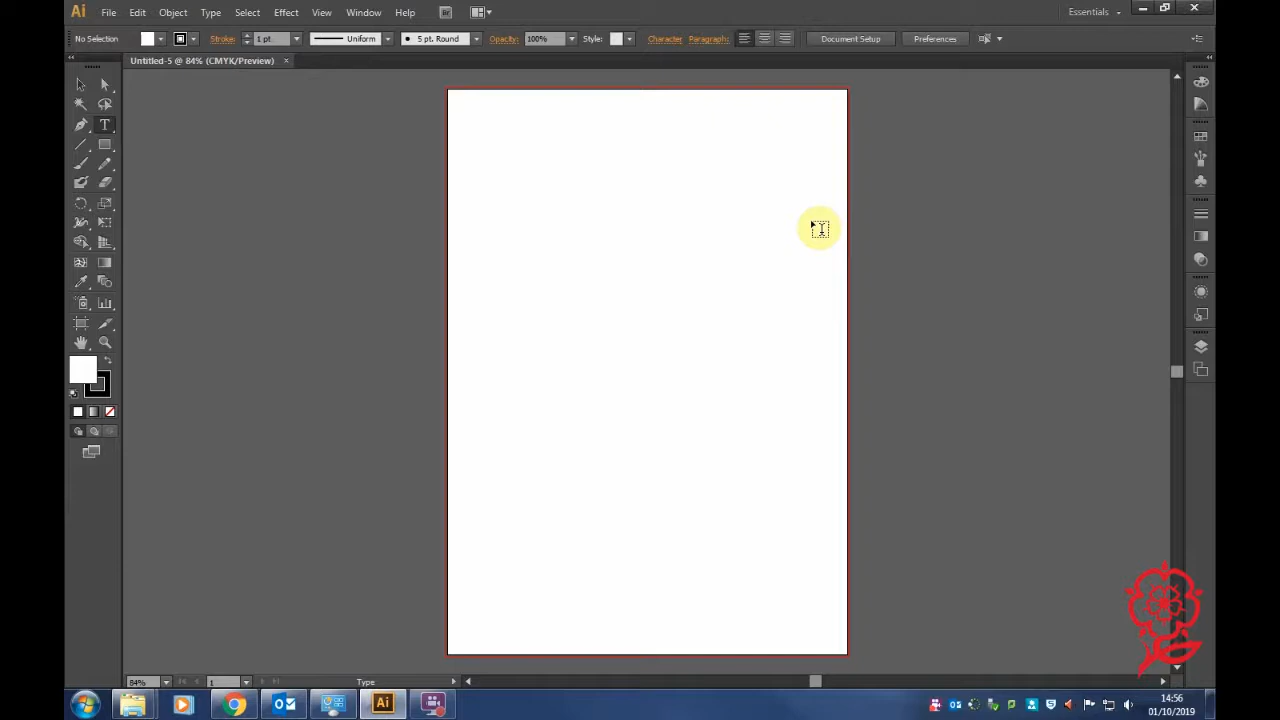 Ai File Edit Object Type Select Effect View Window Help Br Essentials
No Selection Stroke: 1 pt Uniform 5 pt. Round Opacity: 100% Style: Character Paragraph: Document Setup Preferences
Untitled-5 @ 84% (CMYK/Preview) ×
T
84% 1 Type
Ai 14:56
01/10/2019